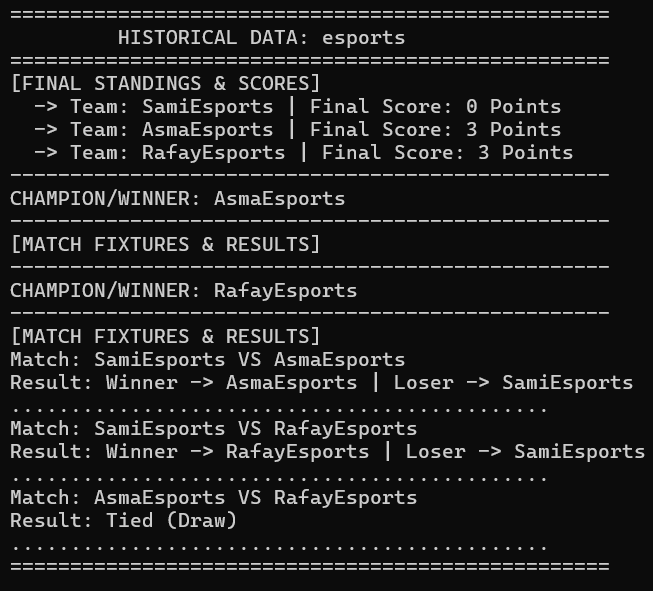 ==================================================
HISTORICAL DATA: esports
==================================================
[FINAL STANDINGS & SCORES]
-> Team: SamiEsports | Final Score: 0 Points
-> Team: AsmaEsports | Final Score: 3 Points
-> Team: RafayEsports | Final Score: 3 Points
--------------------------------------------------
CHAMPION/WINNER: AsmaEsports
--------------------------------------------------
[MATCH FIXTURES & RESULTS]
--------------------------------------------------
CHAMPION/WINNER: RafayEsports
--------------------------------------------------
[MATCH FIXTURES & RESULTS]
Match: SamiEsports VS AsmaEsports
Result: Winner -> AsmaEsports | Loser -> SamiEsports
.............................................
Match: SamiEsports VS RafayEsports
Result: Winner -> RafayEsports | Loser -> SamiEsports
.............................................
Match: AsmaEsports VS RafayEsports
Result: Tied (Draw)
.............................................
==================================================